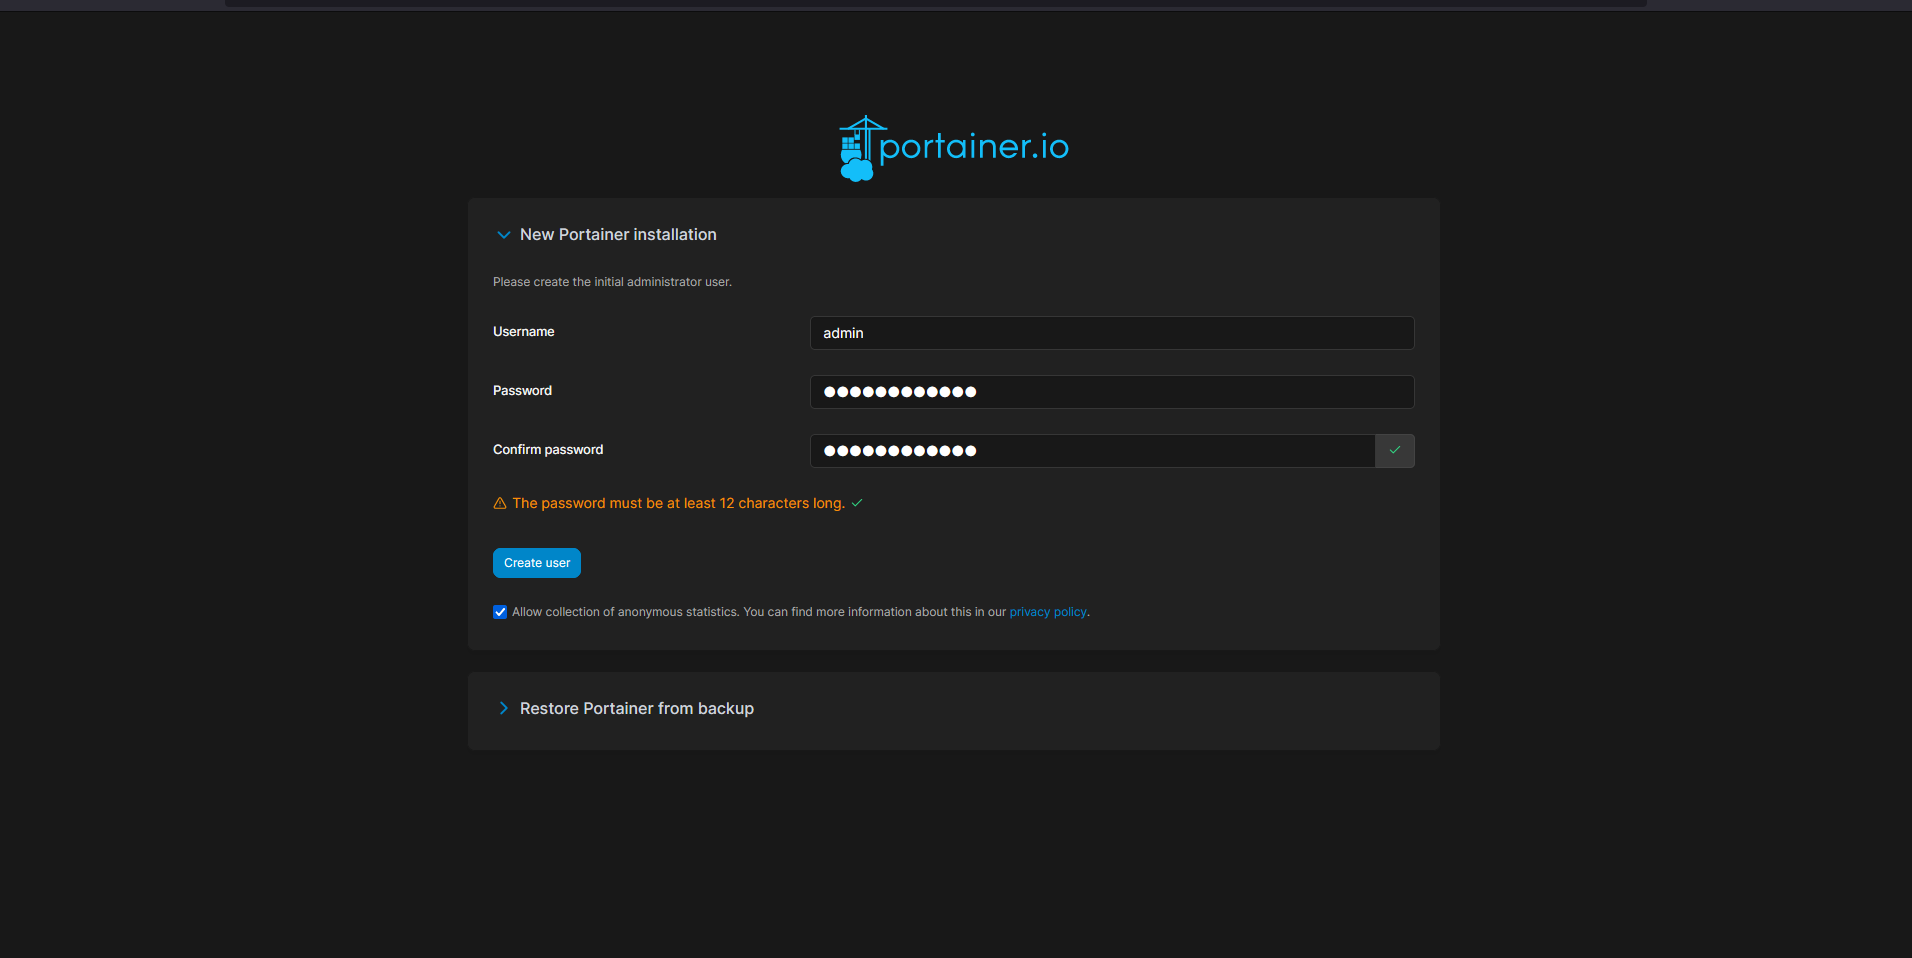 portainer.io
New Portainer installation
Please create the initial administrator user.
Username
admin
Password
●●●●●●●●●●●●
Confirm password
●●●●●●●●●●●●
The password must be at least 12 characters long.
Create user
Allow collection of anonymous statistics. You can find more information about this in our privacy policy.
Restore Portainer from backup